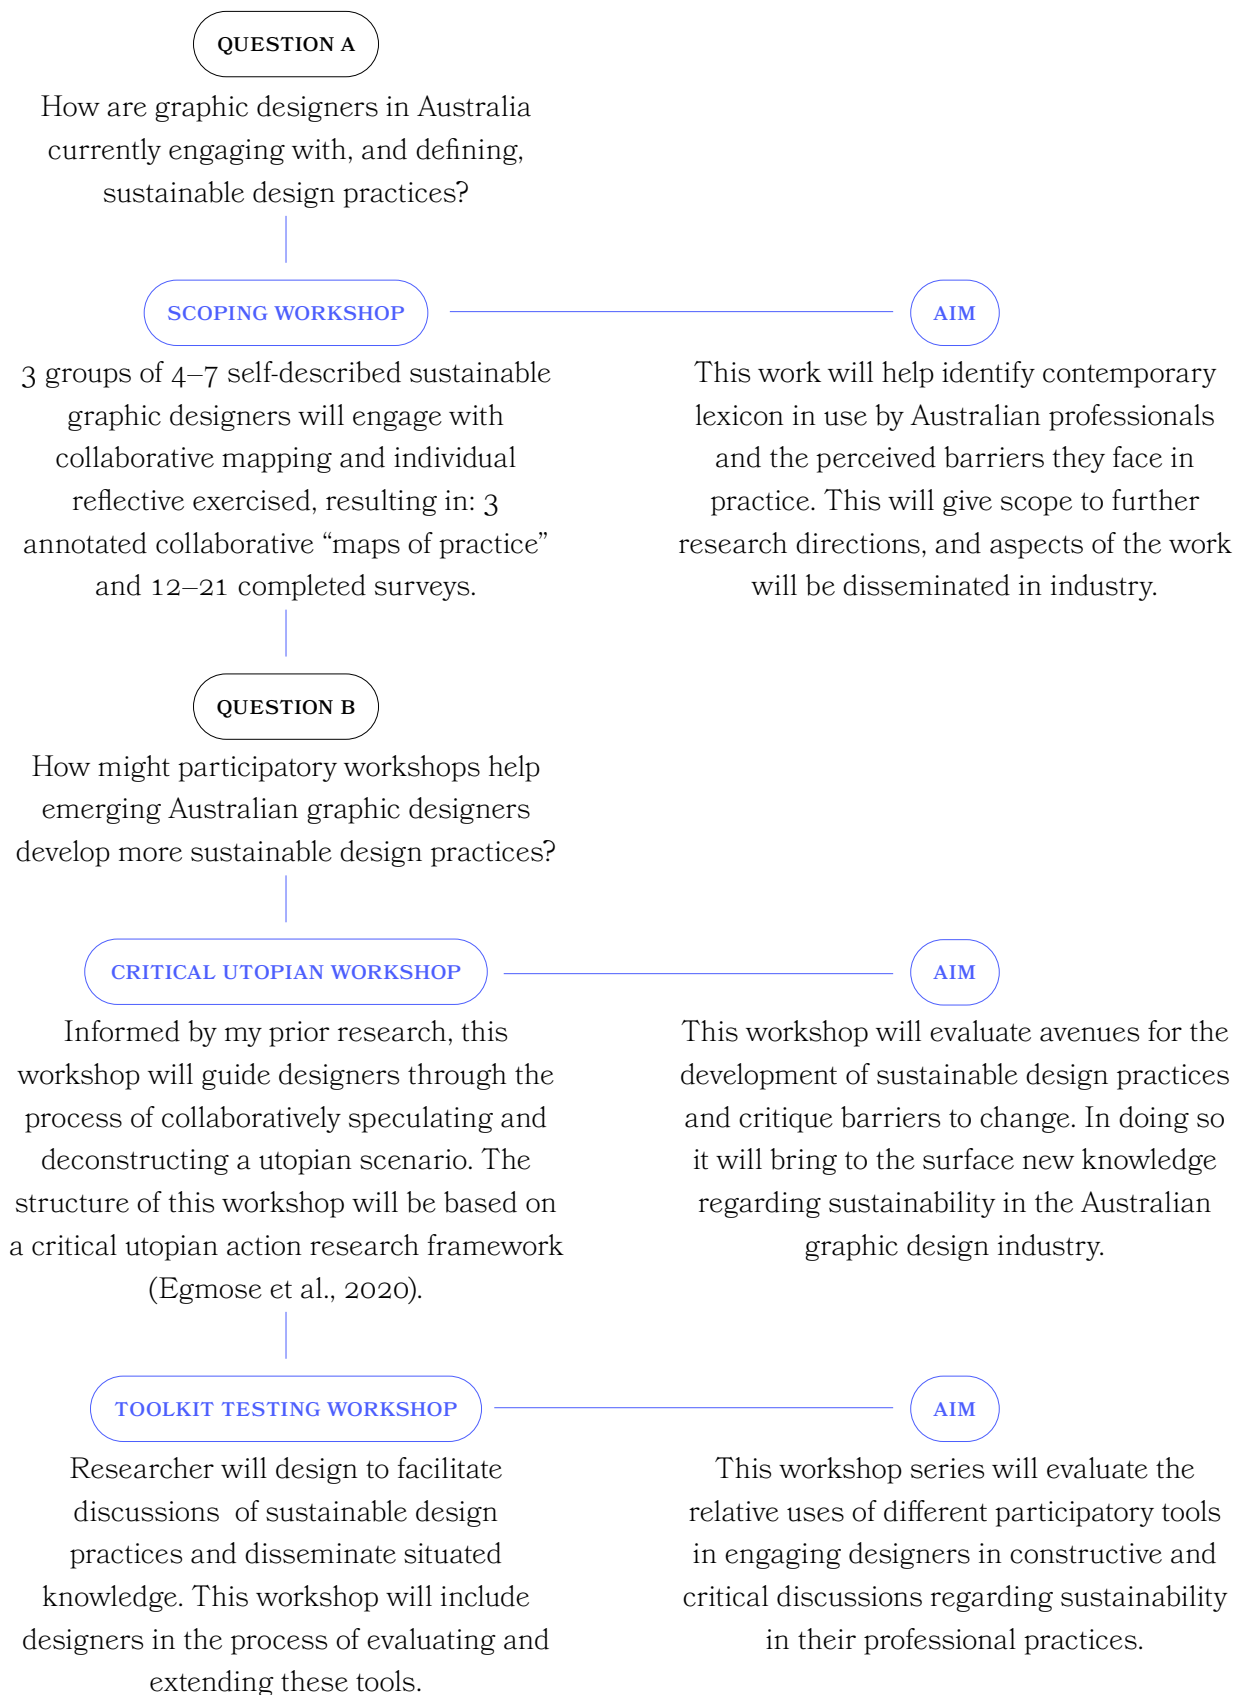 QUESTION A
How are graphic designers in Australia
currently engaging with, and defining,
sustainable design practices?
SCOPING WORKSHOP
3 groups of 4–7 self-described sustainable
graphic designers will engage with
collaborative mapping and individual
reflective exercised, resulting in: 3
annotated collaborative “maps of practice”
and 12–21 completed surveys.
AIM
This work will help identify contemporary
lexicon in use by Australian professionals
and the perceived barriers they face in
practice. This will give scope to further
research directions, and aspects of the work
will be disseminated in industry.
QUESTION B
How might participatory workshops help
emerging Australian graphic designers
develop more sustainable design practices?
CRITICAL UTOPIAN WORKSHOP
Informed by my prior research, this
workshop will guide designers through the
process of collaboratively speculating and
deconstructing a utopian scenario. The
structure of this workshop will be based on
a critical utopian action research framework
(Egmose et al., 2020).
AIM
This workshop will evaluate avenues for the
development of sustainable design practices
and critique barriers to change. In doing so
it will bring to the surface new knowledge
regarding sustainability in the Australian
graphic design industry.
TOOLKIT TESTING WORKSHOP
Researcher will design to facilitate
discussions of sustainable design
practices and disseminate situated
knowledge. This workshop will include
designers in the process of evaluating and
extending these tools.
AIM
This workshop series will evaluate the
relative uses of different participatory tools
in engaging designers in constructive and
critical discussions regarding sustainability
in their professional practices.